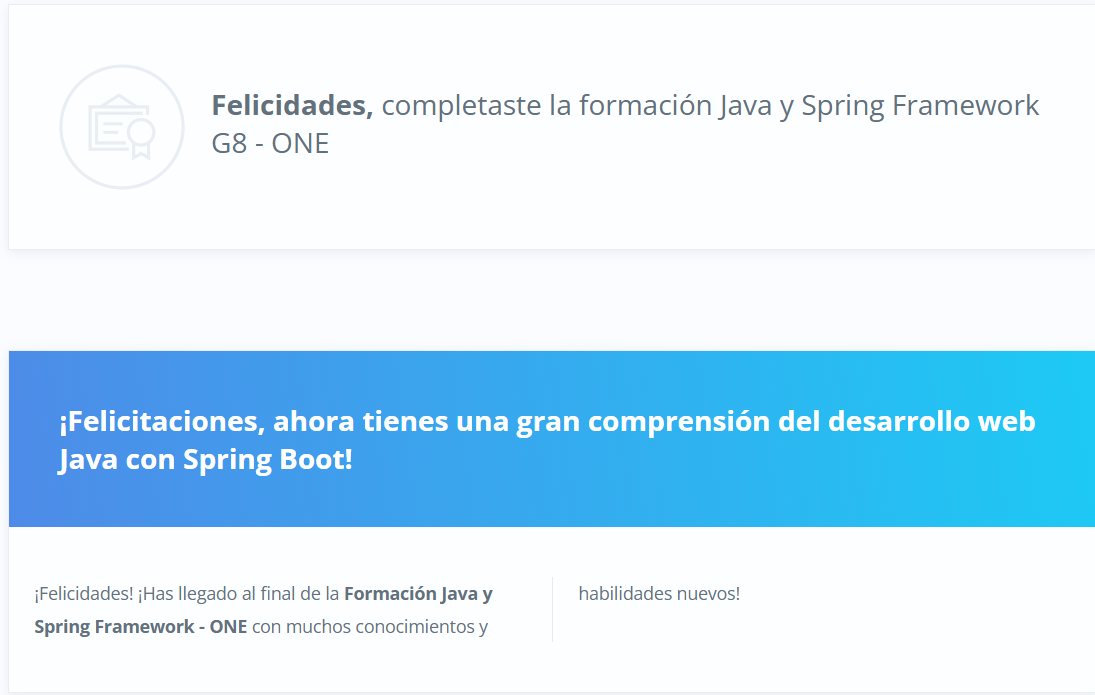 Felicidades, completaste la formación Java y Spring Framework
G8 - ONE
¡Felicitaciones, ahora tienes una gran comprensión del desarrollo web
Java con Spring Boot!
¡Felicidades! ¡Has llegado al final de la Formación Java y
Spring Framework - ONE con muchos conocimientos y
habilidades nuevos!